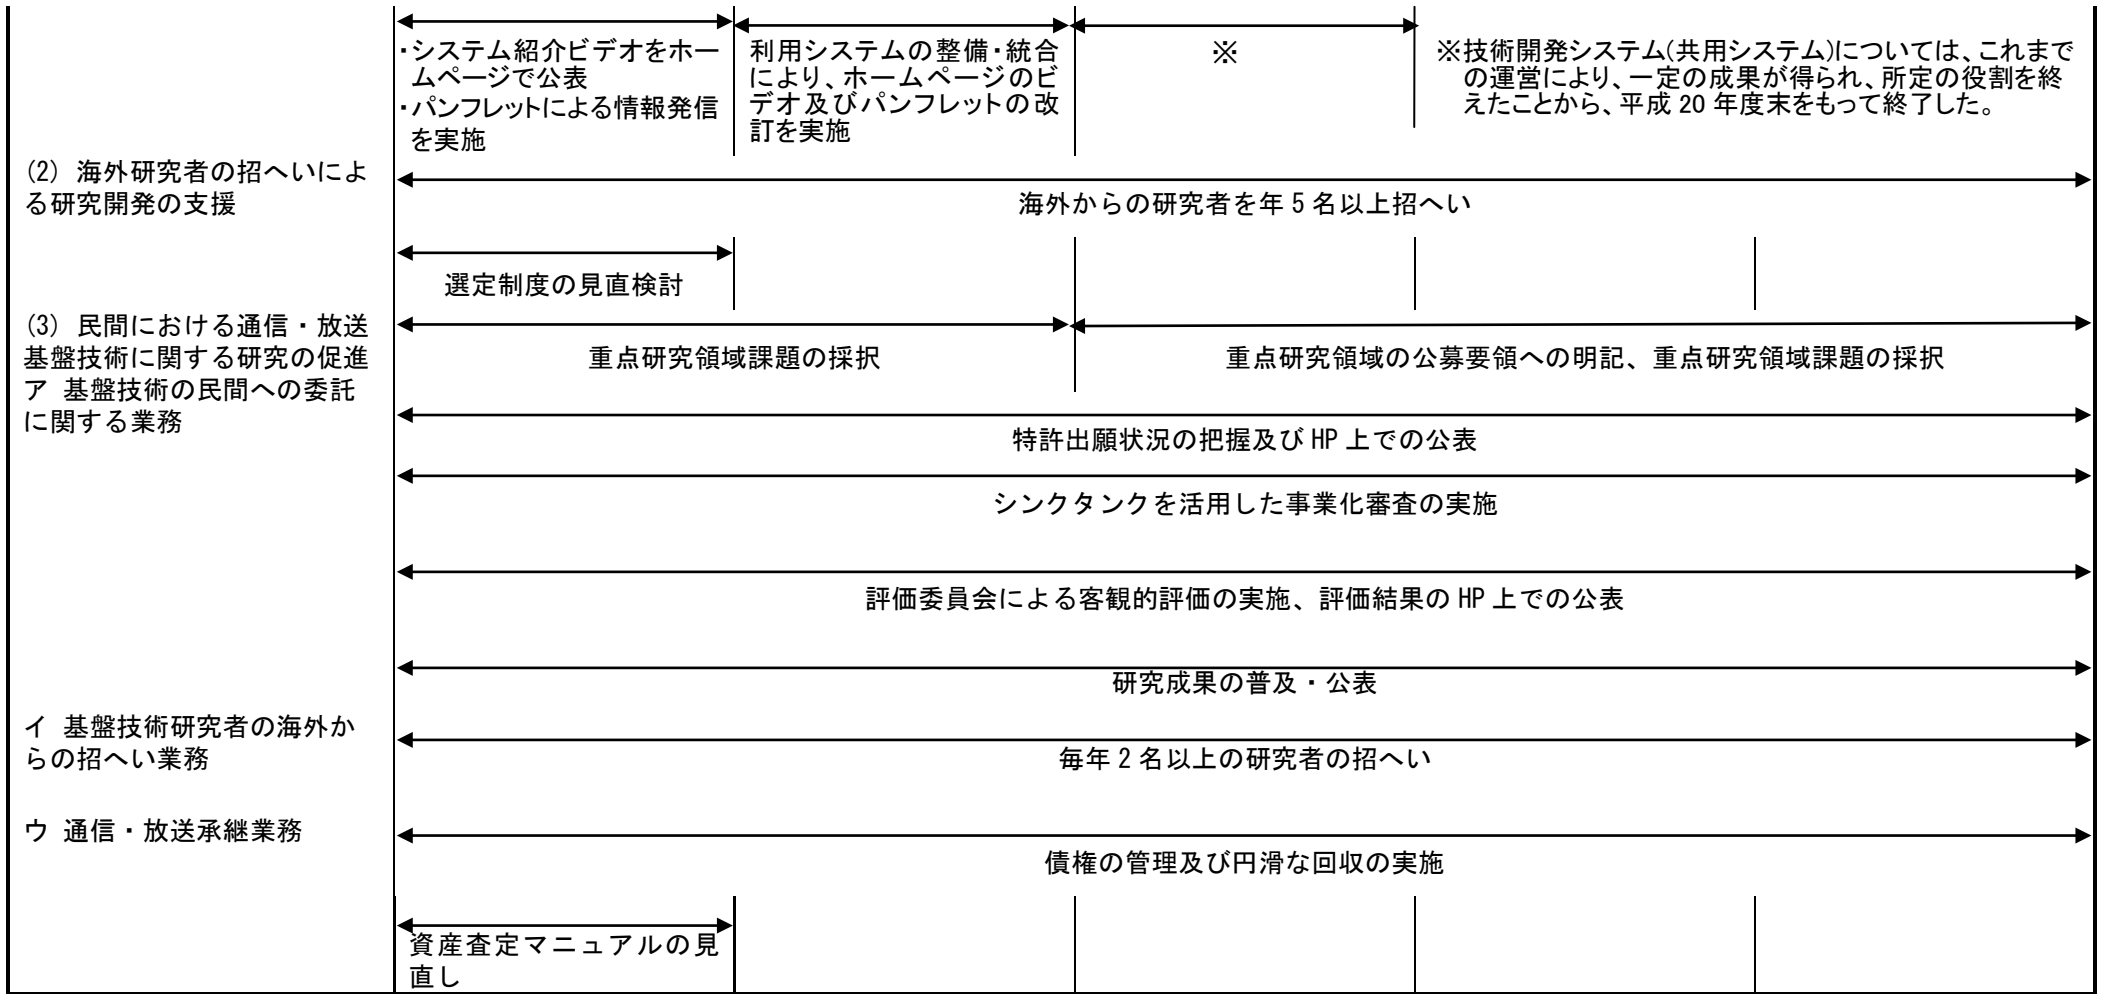 ・システム紹介ビデオをホー
ムページで公表
・パンフレットによる情報発信
を実施
利用システムの整備・統合
により、ホームページのビ
デオ及びパンフレットの改
訂を実施
※
※技術開発システム(共用システム)については、これまで
の運営により、一定の成果が得られ、所定の役割を終
えたことから、平成 20 年度末をもって終了した。
(2) 海外研究者の招へいによ
る研究開発の支援
海外からの研究者を年 5 名以上招へい
選定制度の見直検討
(3) 民間における通信・放送
基盤技術に関する研究の促進
ア 基盤技術の民間への委託
に関する業務
重点研究領域課題の採択
重点研究領域の公募要領への明記、重点研究領域課題の採択
特許出願状況の把握及び HP 上での公表
シンクタンクを活用した事業化審査の実施
評価委員会による客観的評価の実施、評価結果の HP 上での公表
研究成果の普及・公表
イ 基盤技術研究者の海外か
らの招へい業務
毎年 2 名以上の研究者の招へい
ウ 通信・放送承継業務
債権の管理及び円滑な回収の実施
資産査定マニュアルの見
直し